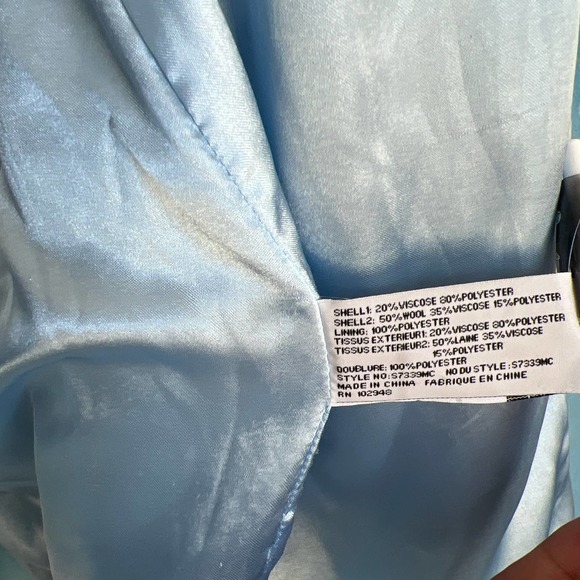 SHELL1: 20%VISCOSE 80%POLYESTER
SHELL2: 50%WOOL 35%VISCOSE 15%POLYESTER
LINING: 100%POLYESTER
TISSUS EXTERIEUR1: 20%VISCOSE 80%POLYESTER
TISSUS EXTERIEUR2: 50%LAINE 35%VISCOSE
15%POLYESTER
DOUBLURE: 100%POLYESTER
STYLE NO:S7339MC NO DU STYLE:S7339MC
MADE IN CHINA FABRIQUE EN CHINE
RN 102948